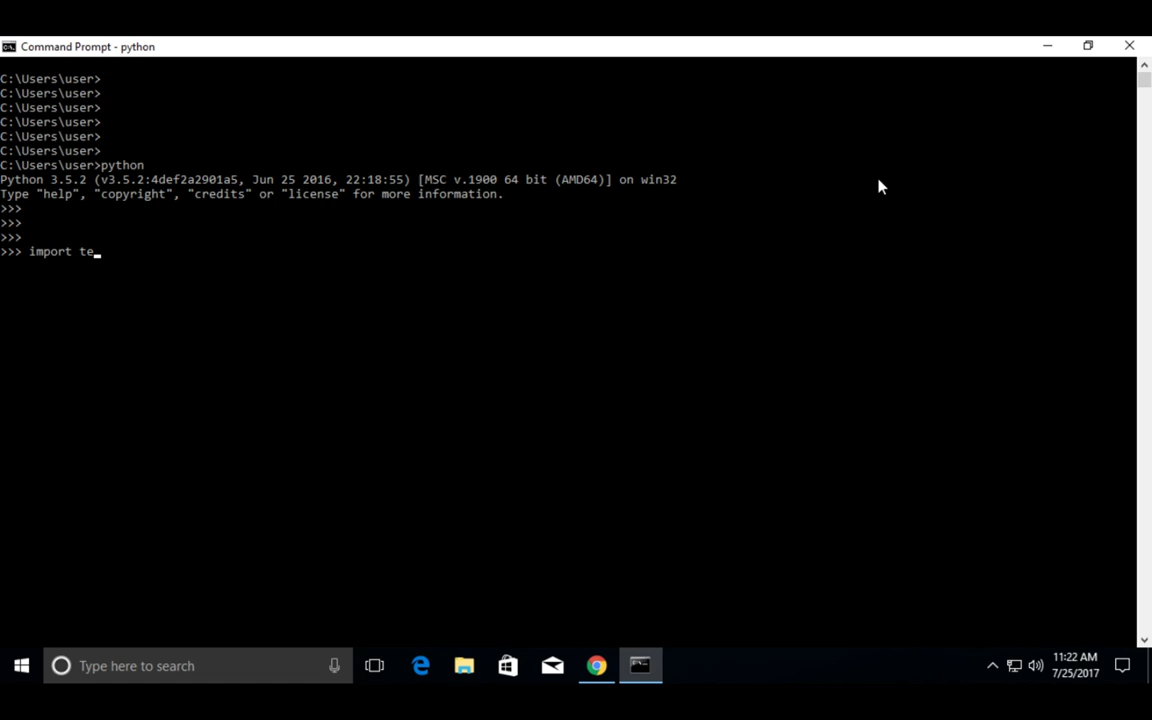 Command Prompt - python
C:\Users\user>
C:\Users\user>
C:\Users\user>
C:\Users\user>
C:\Users\user>
C:\Users\user>
C:\Users\user>python
Python 3.5.2 (v3.5.2:4def2a2901a5, Jun 25 2016, 22:18:55) [MSC v.1900 64 bit (AMD64)] on win32
Type "help", "copyright", "credits" or "license" for more information.
>>>
>>>
>>>
>>> import te_
Type here to search
11:22 AM
7/25/2017